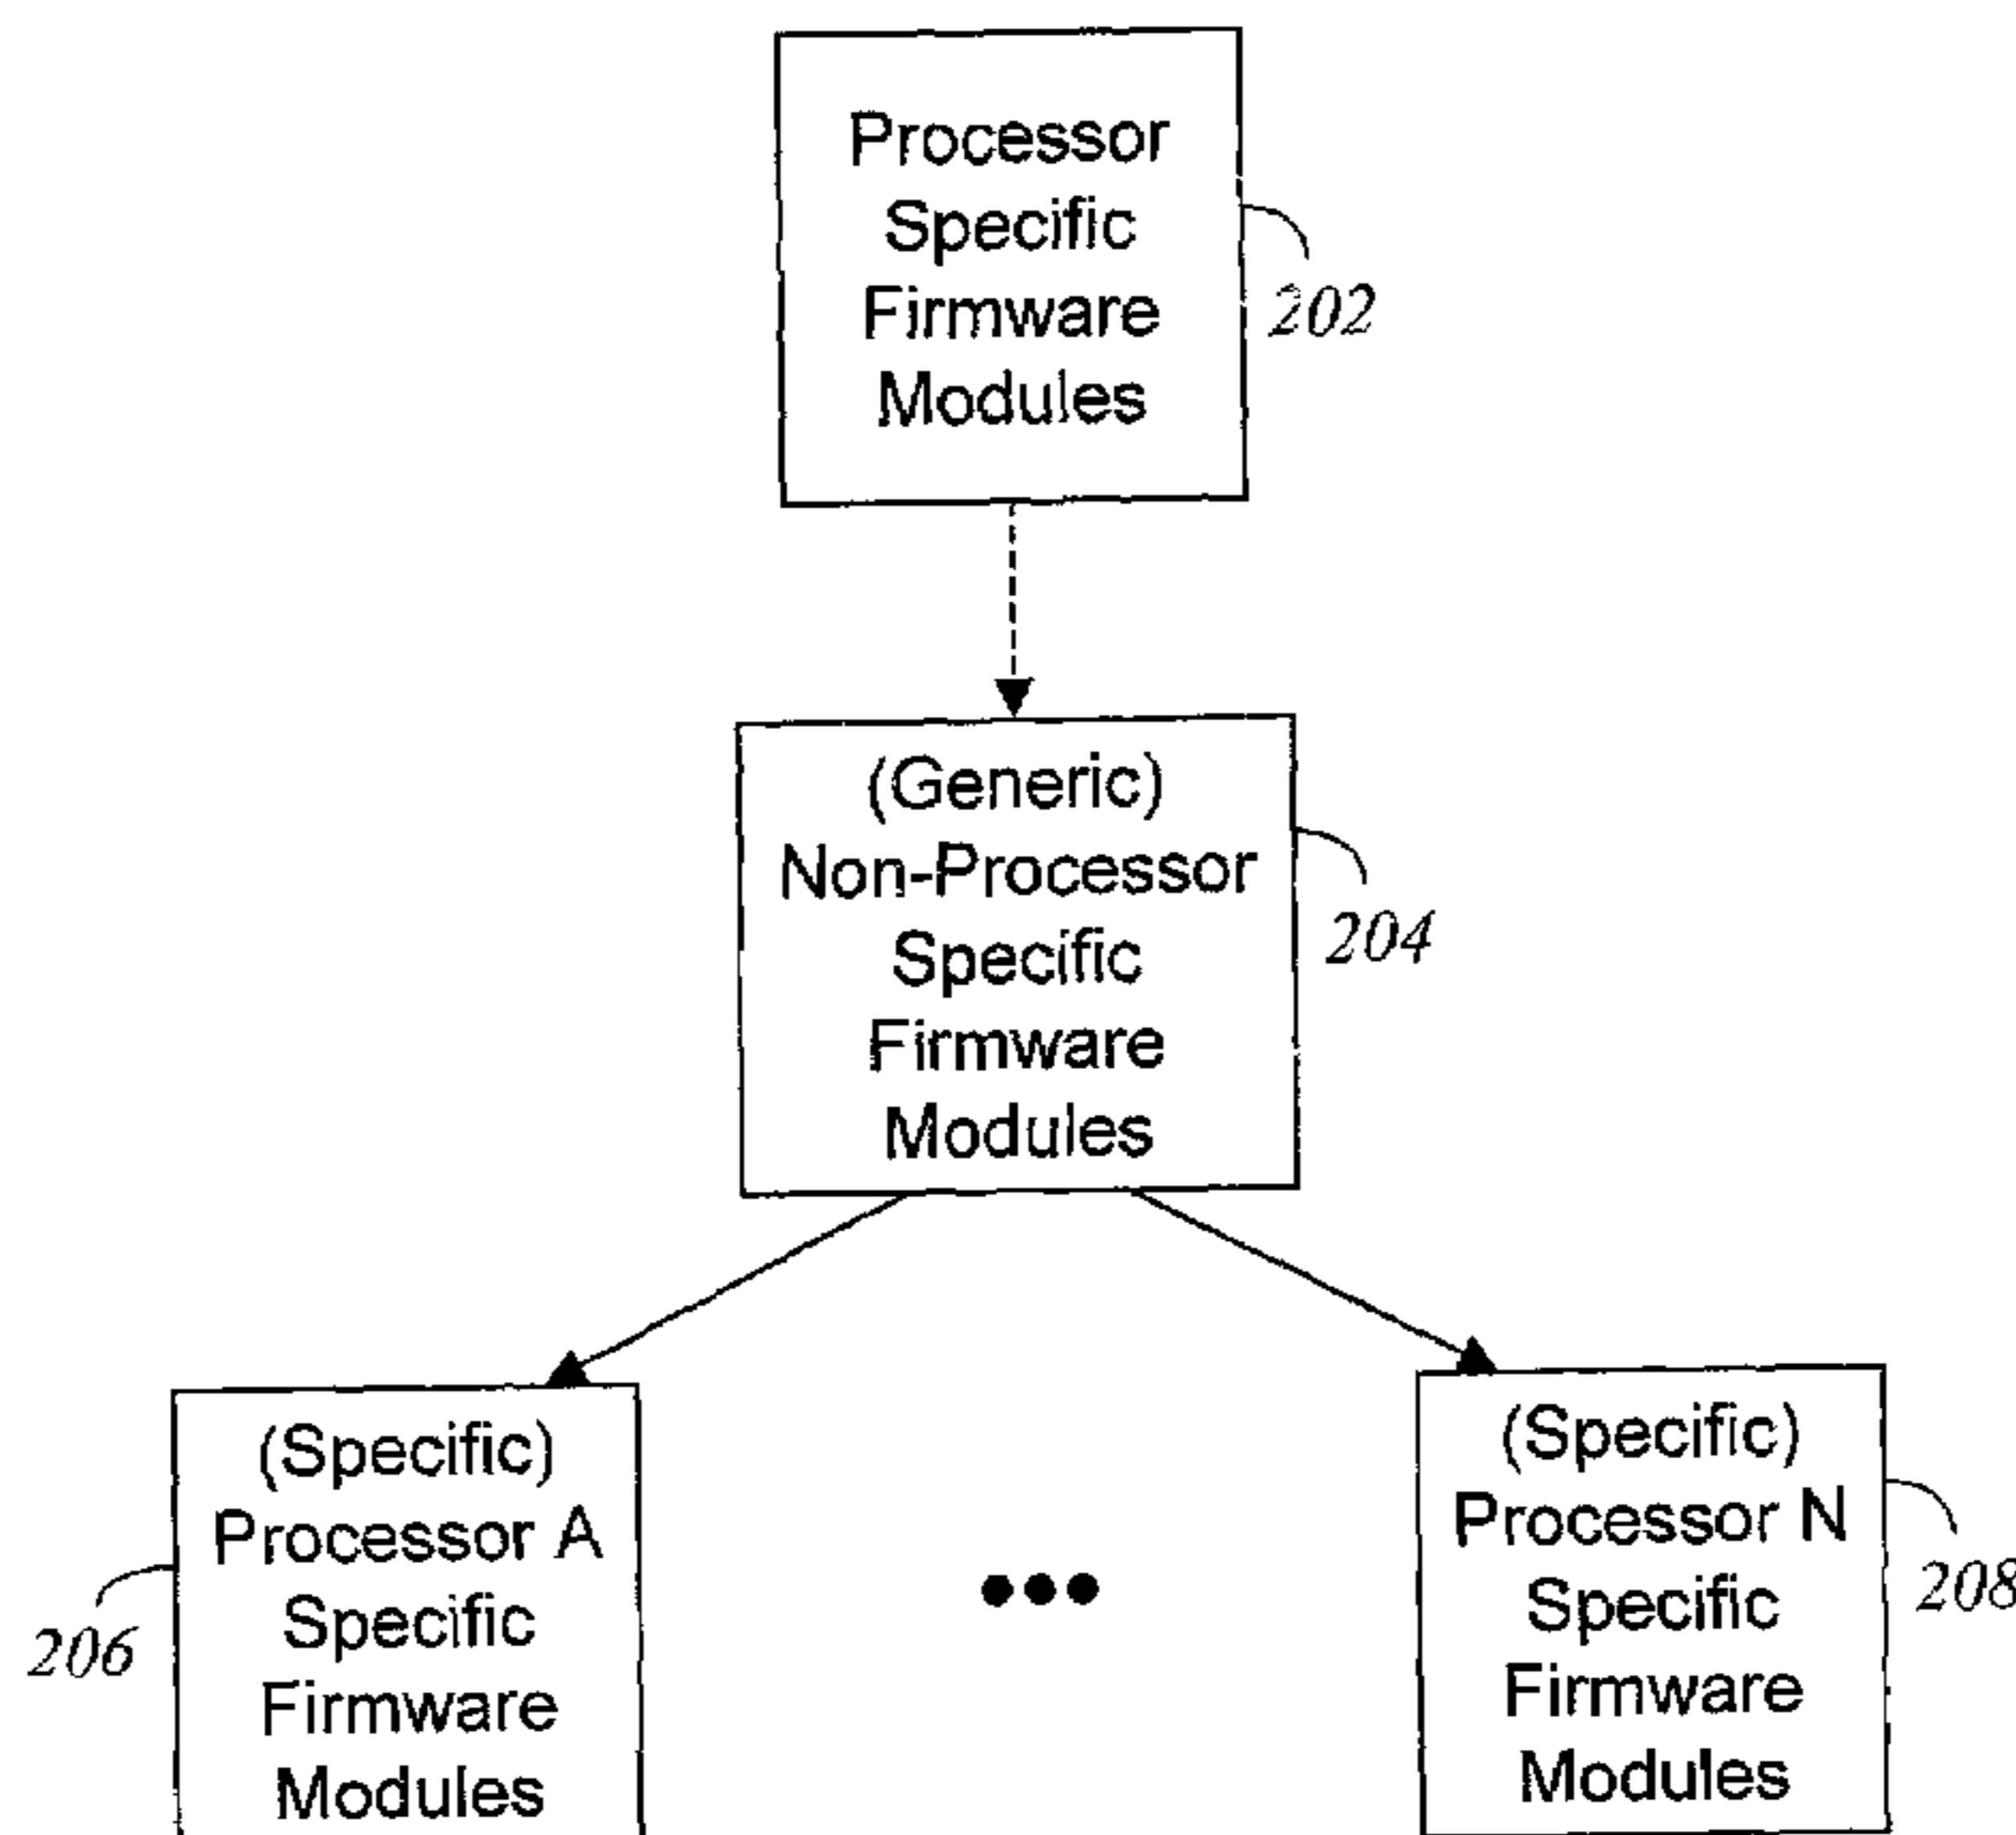 Processor
Specific
Firmware
Modules
202
(Generic)
Non-Processor
Specific
Firmware
Modules
204
(Specific)
Processor A
Specific
Firmware
Modules
206
(Specific)
Processor N
Specific
Firmware
Modules
208